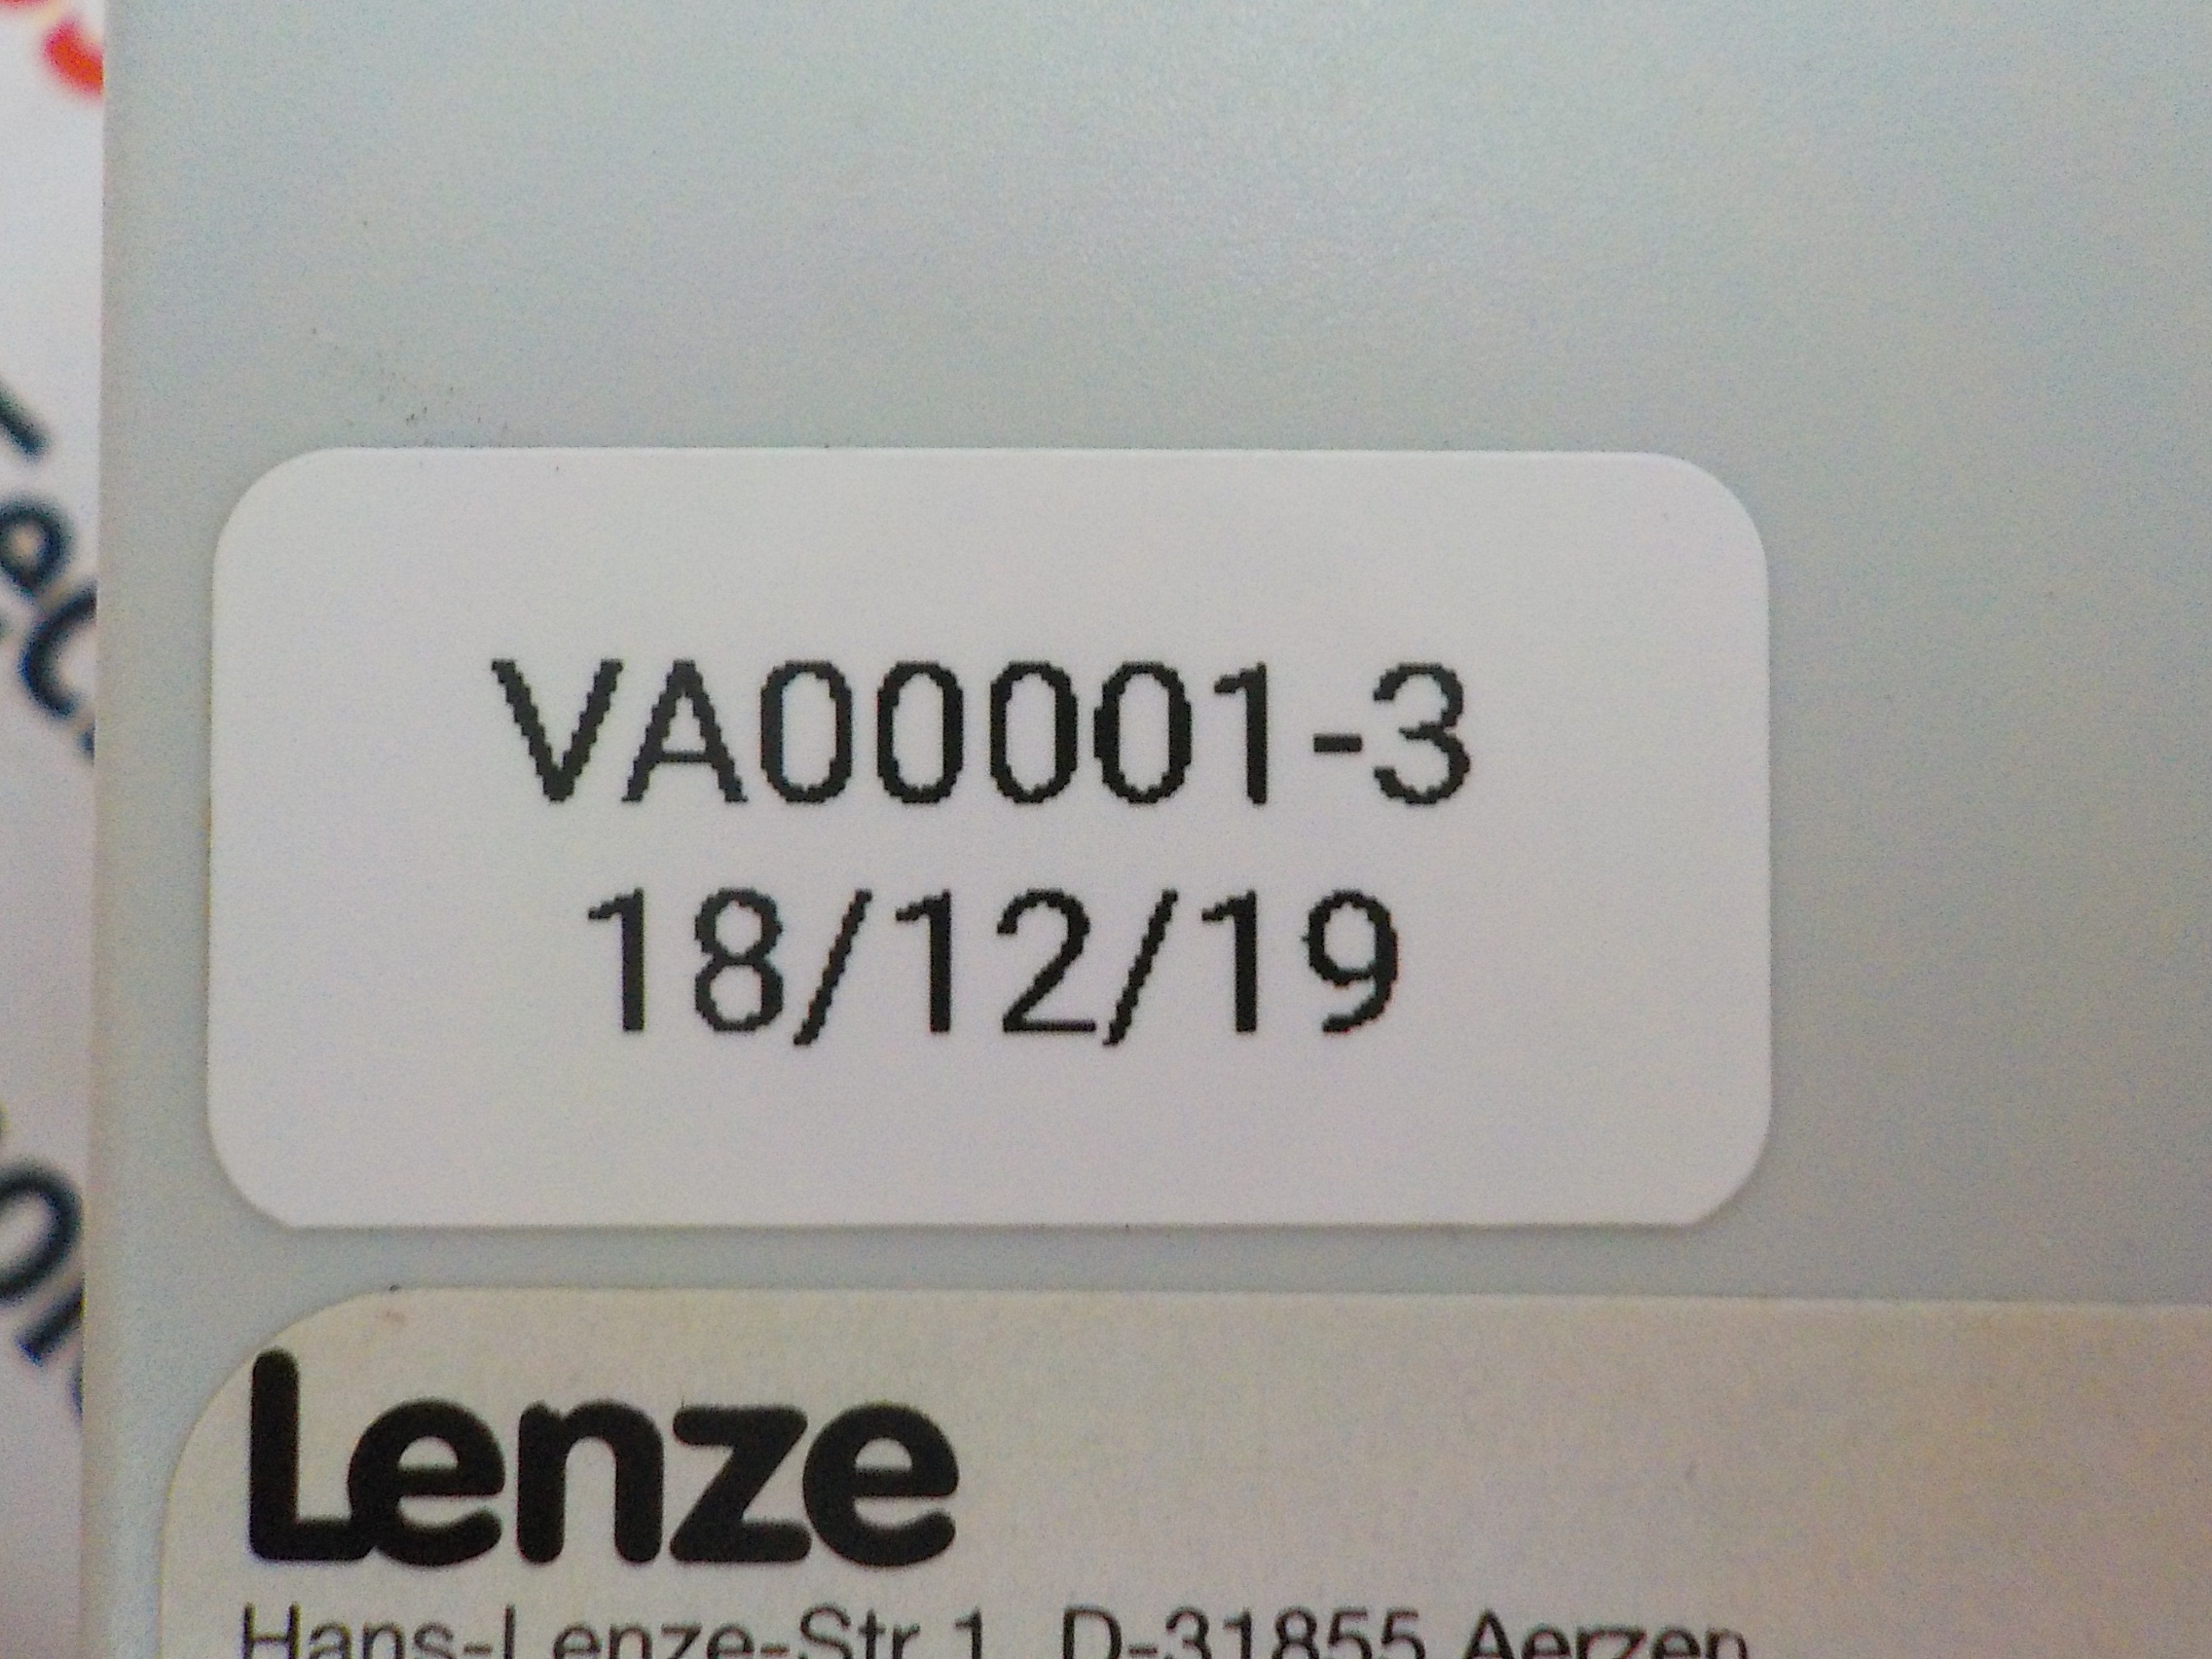 VA00001-3
18/12/19
Lenze
Hans-Lenze-Str.1 D-31855 Aerzen